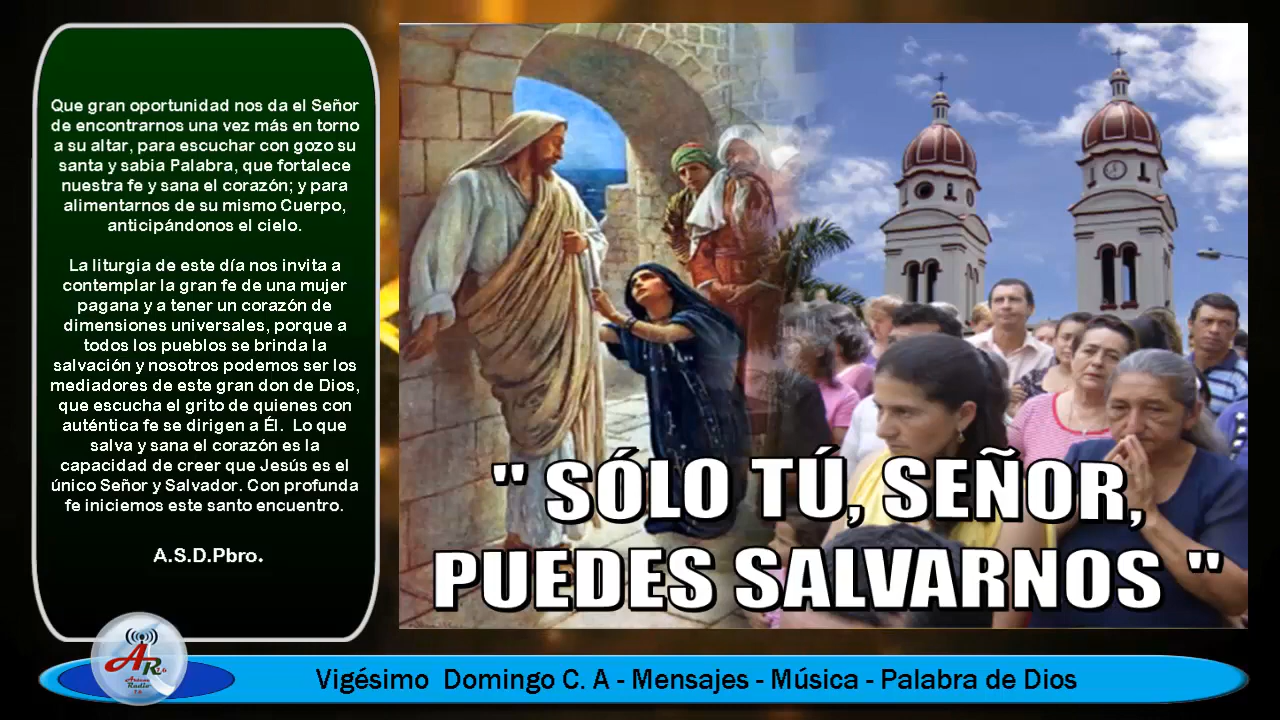 Que gran oportunidad nos da el Señor
de encontrarnos una vez más en torno
a su altar, para escuchar con gozo su
santa y sabia Palabra, que fortalece
nuestra fe y sana el corazón; y para
alimentarnos de su mismo Cuerpo,
anticipándonos el cielo.
La liturgia de este día nos invita a
contemplar la gran fe de una mujer
pagana y a tener un corazón de
dimensiones universales, porque a
todos los pueblos se brinda la
salvación y nosotros podemos ser los
mediadores de este gran don de Dios,
que escucha el grito de quienes con
auténtica fe se dirigen a Él. Lo que
salva y sana el corazón es la
capacidad de creer que Jesús es el
único Señor y Salvador. Con profunda
fe iniciemos este santo encuentro.
A.S.D.Pbro.
" SÓLO TÚ, SEÑOR,
PUEDES SALVARNOS "
AR
Radio
Vigésimo Domingo C. A - Mensajes - Música - Palabra de Dios